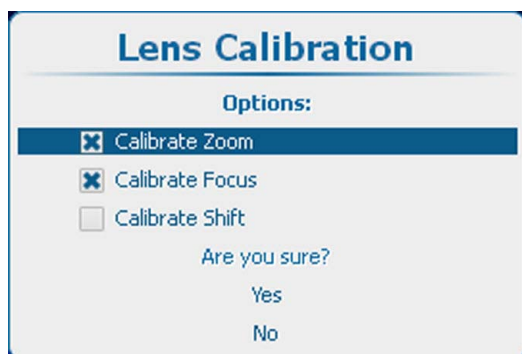 Lens Calibration
Options:
Calibrate Zoom
Calibrate Focus
Calibrate Shift
Are you sure?
Yes
No